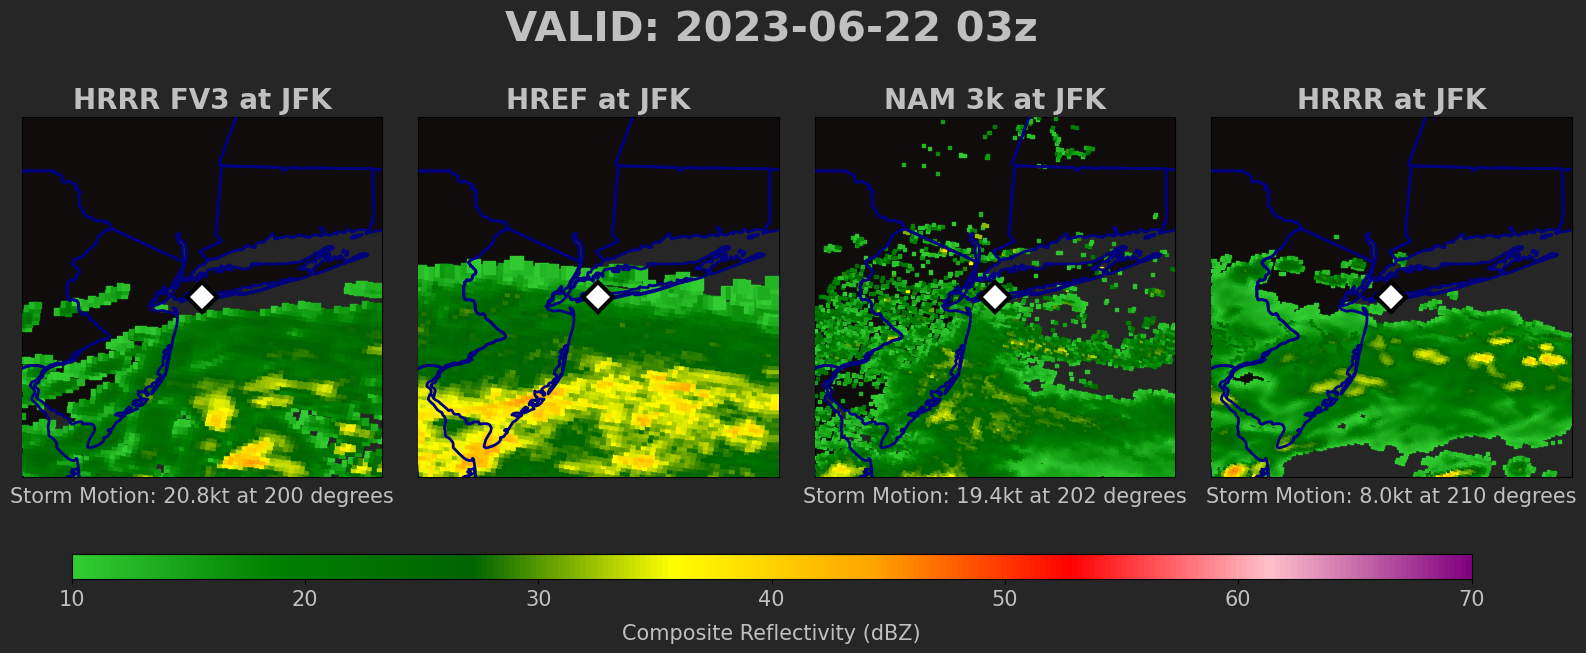 VALID: 2023-06-22 03z
HRRR FV3 at JFK
HREF at JFK
NAM 3k at JFK
HRRR at JFK
Storm Motion: 20.8kt at 200 degrees
Storm Motion: 19.4kt at 202 degrees
Storm Motion: 8.0kt at 210 degrees
10 20 30 40 50 60 70
Composite Reflectivity (dBZ)